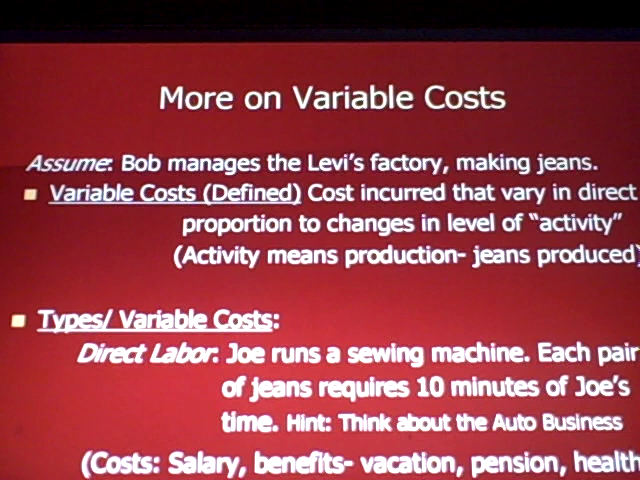 More on Variable Costs
Assume: Bob manages the Levi's factory, making jeans.
Variable Costs (Defined) Cost incurred that vary in direct
proportion to changes in level of “activity”
(Activity means production- jeans produced)
Types/ Variable Costs:
Direct Labor: Joe runs a sewing machine. Each pair
of jeans requires 10 minutes of Joe's
time. Hint: Think about the Auto Business
(Costs: Salary, benefits- vacation, pension, health